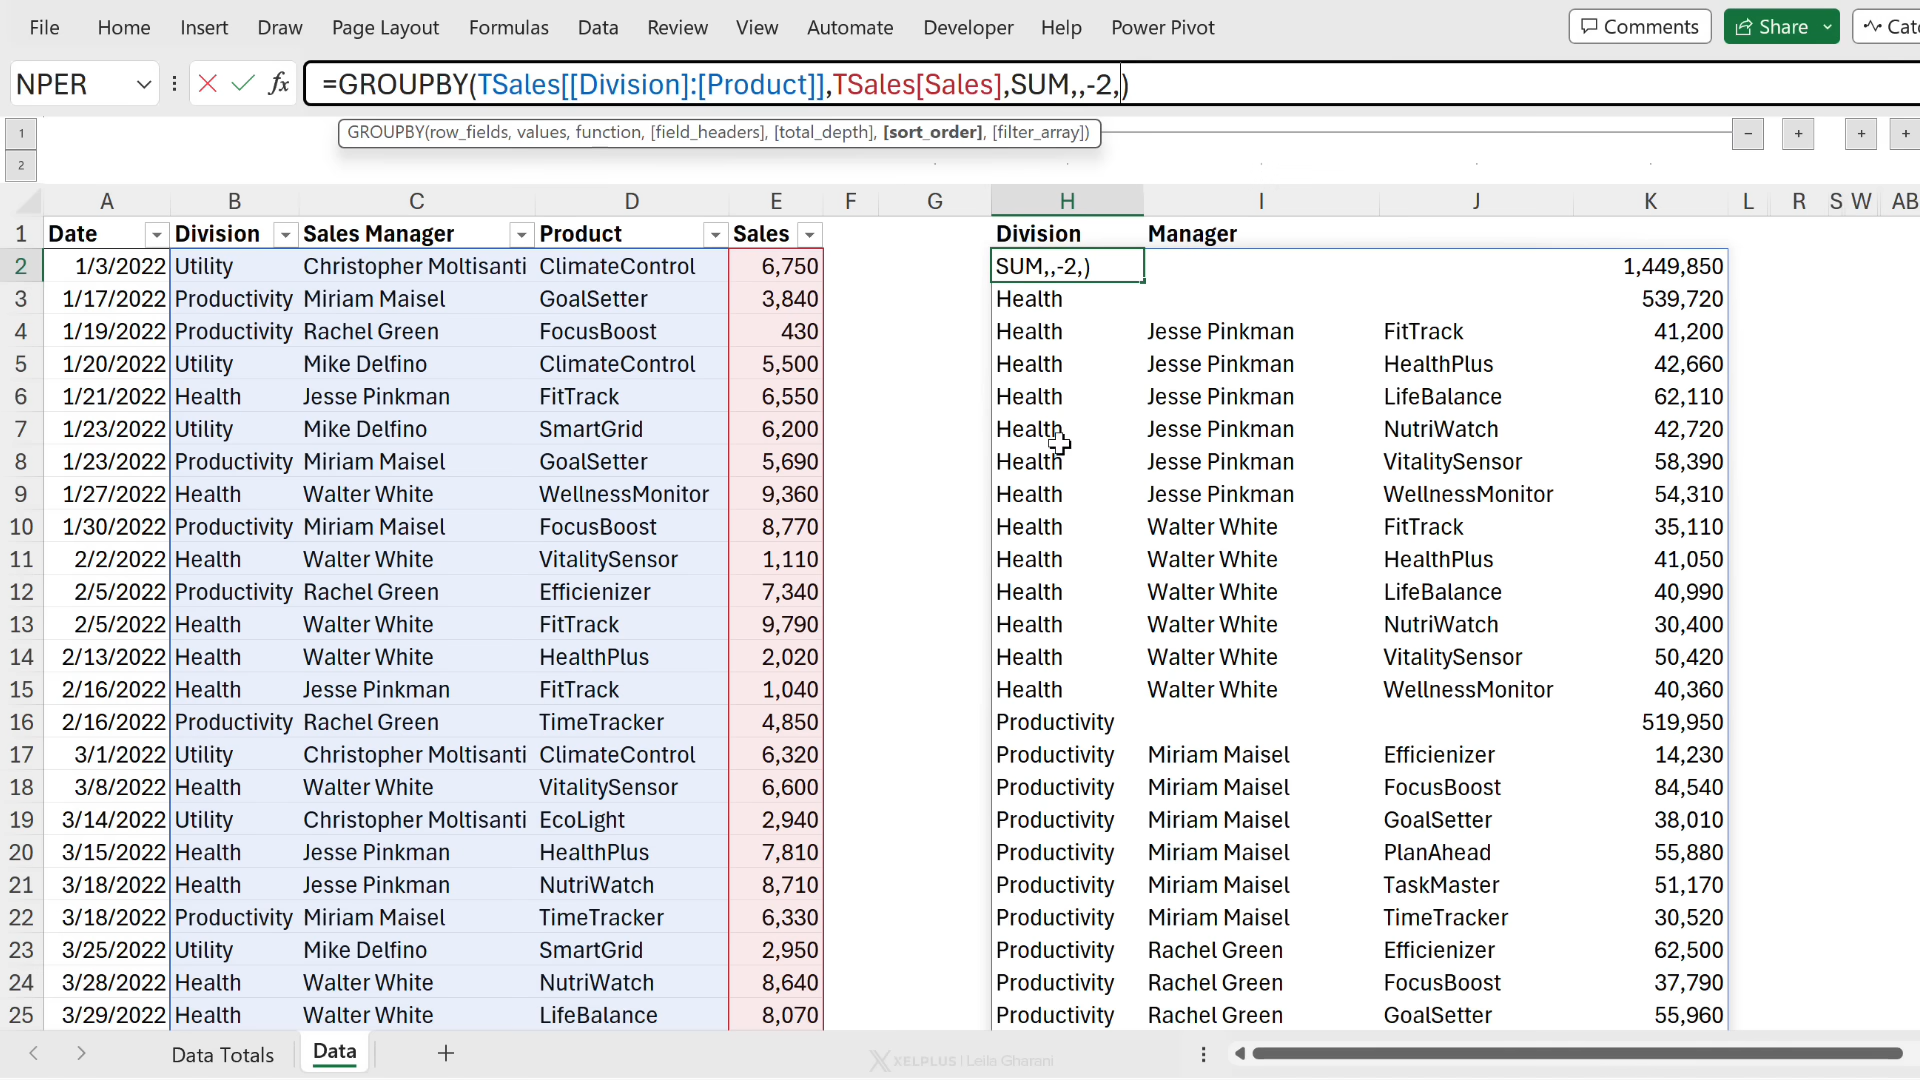 File Home Insert Draw Page Layout Formulas Data Review View Automate Developer Help Power Pivot Comments Share
NPER fx =GROUPBY(TSales[[Division]:[Product]],TSales[Sales],SUM,,-2,)
GROUPBY(row_fields, values, function, [field_headers], [total_depth], [sort_order], [filter_array])
1 - + + +
2
A B C D E F G H I J K L R S W AB
1 Date Division Sales Manager Product Sales Division Manager
2 1/3/2022 Utility Christopher Moltisanti ClimateControl 6,750 SUM,,-2,) 1,449,850
3 1/17/2022 Productivity Miriam Maisel GoalSetter 3,840 Health 539,720
4 1/19/2022 Productivity Rachel Green FocusBoost 430 Health Jesse Pinkman FitTrack 41,200
5 1/20/2022 Utility Mike Delfino ClimateControl 5,500 Health Jesse Pinkman HealthPlus 42,660
6 1/21/2022 Health Jesse Pinkman FitTrack 6,550 Health Jesse Pinkman LifeBalance 62,110
7 1/23/2022 Utility Mike Delfino SmartGrid 6,200 Health Jesse Pinkman NutriWatch 42,720
8 1/23/2022 Productivity Miriam Maisel GoalSetter 5,690 Health Jesse Pinkman VitalitySensor 58,390
9 1/27/2022 Health Walter White WellnessMonitor 9,360 Health Jesse Pinkman WellnessMonitor 54,310
10 1/30/2022 Productivity Miriam Maisel FocusBoost 8,770 Health Walter White FitTrack 35,110
11 2/2/2022 Health Walter White VitalitySensor 1,110 Health Walter White HealthPlus 41,050
12 2/5/2022 Productivity Rachel Green Efficienizer 7,340 Health Walter White LifeBalance 40,990
13 2/5/2022 Health Walter White FitTrack 9,790 Health Walter White NutriWatch 30,400
14 2/13/2022 Health Walter White HealthPlus 2,020 Health Walter White VitalitySensor 50,420
15 2/16/2022 Health Jesse Pinkman FitTrack 1,040 Health Walter White WellnessMonitor 40,360
16 2/16/2022 Productivity Rachel Green TimeTracker 4,850 Productivity 519,950
17 3/1/2022 Utility Christopher Moltisanti ClimateControl 6,320 Productivity Miriam Maisel Efficienizer 14,230
18 3/8/2022 Health Walter White VitalitySensor 6,600 Productivity Miriam Maisel FocusBoost 84,540
19 3/14/2022 Utility Christopher Moltisanti EcoLight 2,940 Productivity Miriam Maisel GoalSetter 38,010
20 3/15/2022 Health Jesse Pinkman HealthPlus 7,810 Productivity Miriam Maisel PlanAhead 55,880
21 3/18/2022 Health Jesse Pinkman NutriWatch 8,710 Productivity Miriam Maisel TaskMaster 51,170
22 3/18/2022 Productivity Miriam Maisel TimeTracker 6,330 Productivity Miriam Maisel TimeTracker 30,520
23 3/25/2022 Utility Mike Delfino SmartGrid 2,950 Productivity Rachel Green Efficienizer 62,500
24 3/28/2022 Health Walter White NutriWatch 8,640 Productivity Rachel Green FocusBoost 37,790
25 3/29/2022 Health Walter White LifeBalance 8,070 Productivity Rachel Green GoalSetter 55,960
Data Totals Data + XELPLUS | Leila Gharani